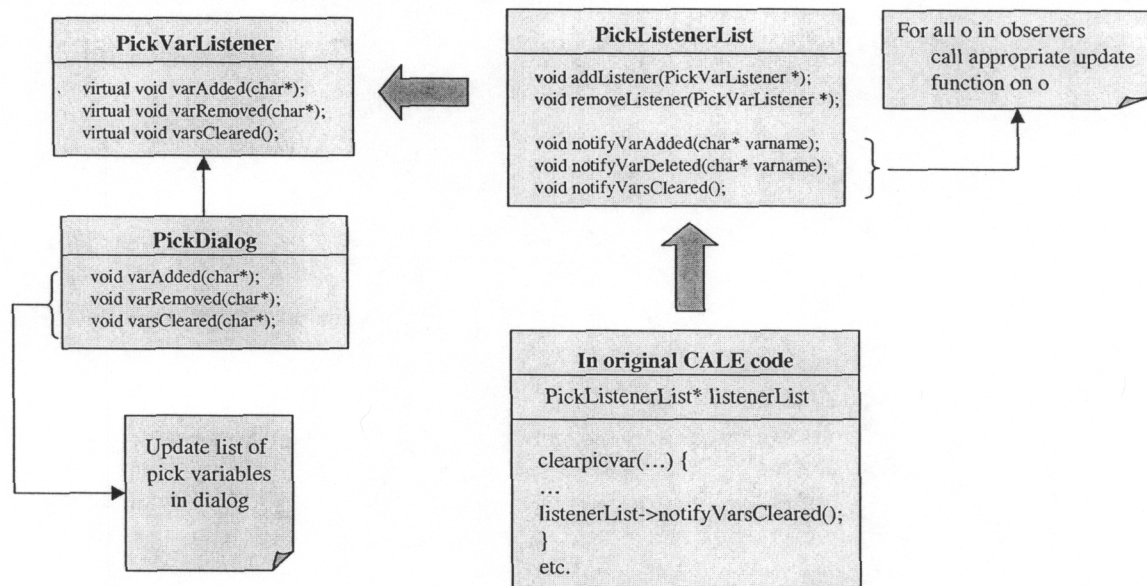 PickVarListener
virtual void varAdded(char*);
virtual void varRemoved(char*);
virtual void varsCleared();
PickListenerList
void addListener(PickVarListener *);
void removeListener(PickVarListener *);
void notifyVarAdded(char* varname);
void notifyVarDeleted(char* varname);
void notifyVarsCleared();
For all o in observers
call appropriate update
function on o
PickDialog
void varAdded(char*);
void varRemoved(char*);
void varsCleared(char*);
Update list of
pick variables
in dialog
In original CALE code
PickListenerList* listenerList
clearpicvar(…) {
…
listenerList->notifyVarsCleared();
}
etc.